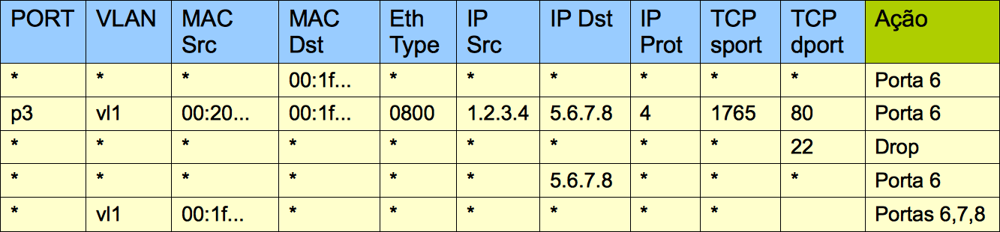 PORT VLAN MAC Src MAC Dst Eth Type IP Src IP Dst IP Prot TCP sport TCP dport Ação
* * * 00:1f... * * * * * * Porta 6
p3 vl1 00:20... 00:1f... 0800 1.2.3.4 5.6.7.8 4 1765 80 Porta 6
* * * * * * * * * 22 Drop
* * * * * * 5.6.7.8 * * * Porta 6
* vl1 00:1f... * * * * * * Portas 6,7,8